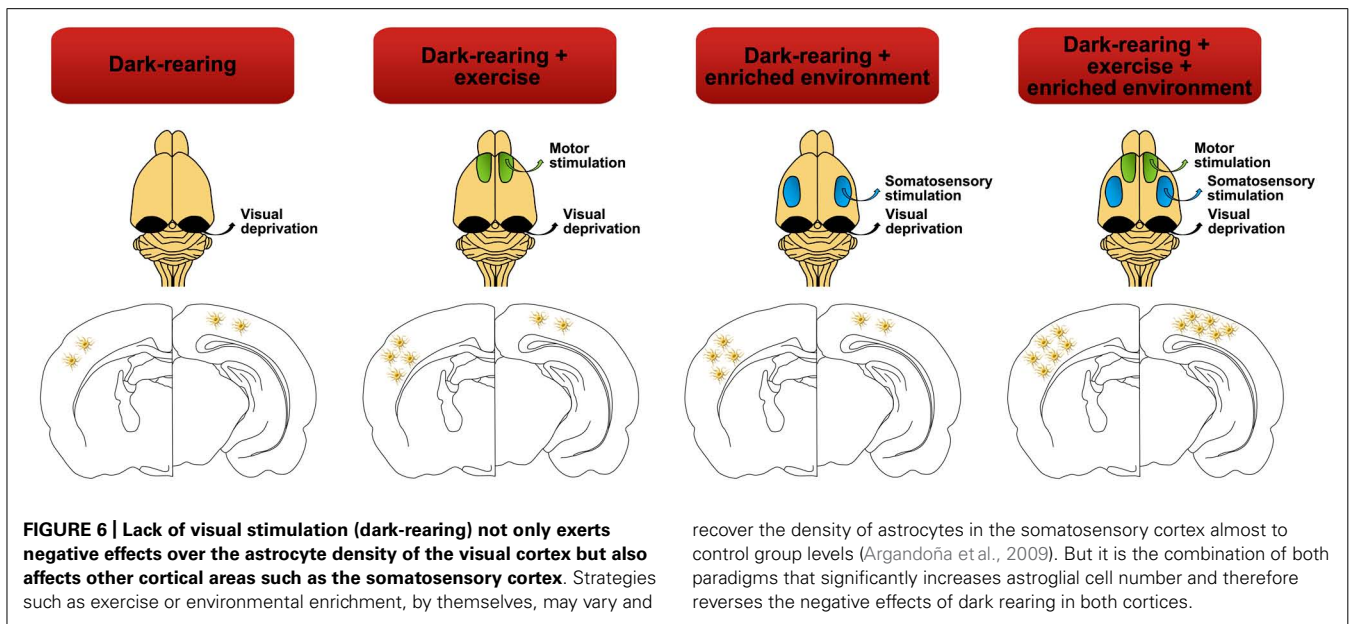 Dark-rearing
Dark-rearing +
exercise
Dark-rearing +
enriched environment
Dark-rearing +
exercise +
enriched environment
Visual
deprivation
Motor
stimulation
Visual
deprivation
Somatosensory
stimulation
Visual
deprivation
Motor
stimulation
Somatosensory
stimulation
Visual
deprivation
FIGURE 6 | Lack of visual stimulation (dark-rearing) not only exerts
negative effects over the astrocyte density of the visual cortex but also
affects other cortical areas such as the somatosensory cortex. Strategies
such as exercise or environmental enrichment, by themselves, may vary and
recover the density of astrocytes in the somatosensory cortex almost to
control group levels (Argandoña et al., 2009). But it is the combination of both
paradigms that significantly increases astroglial cell number and therefore
reverses the negative effects of dark rearing in both cortices.